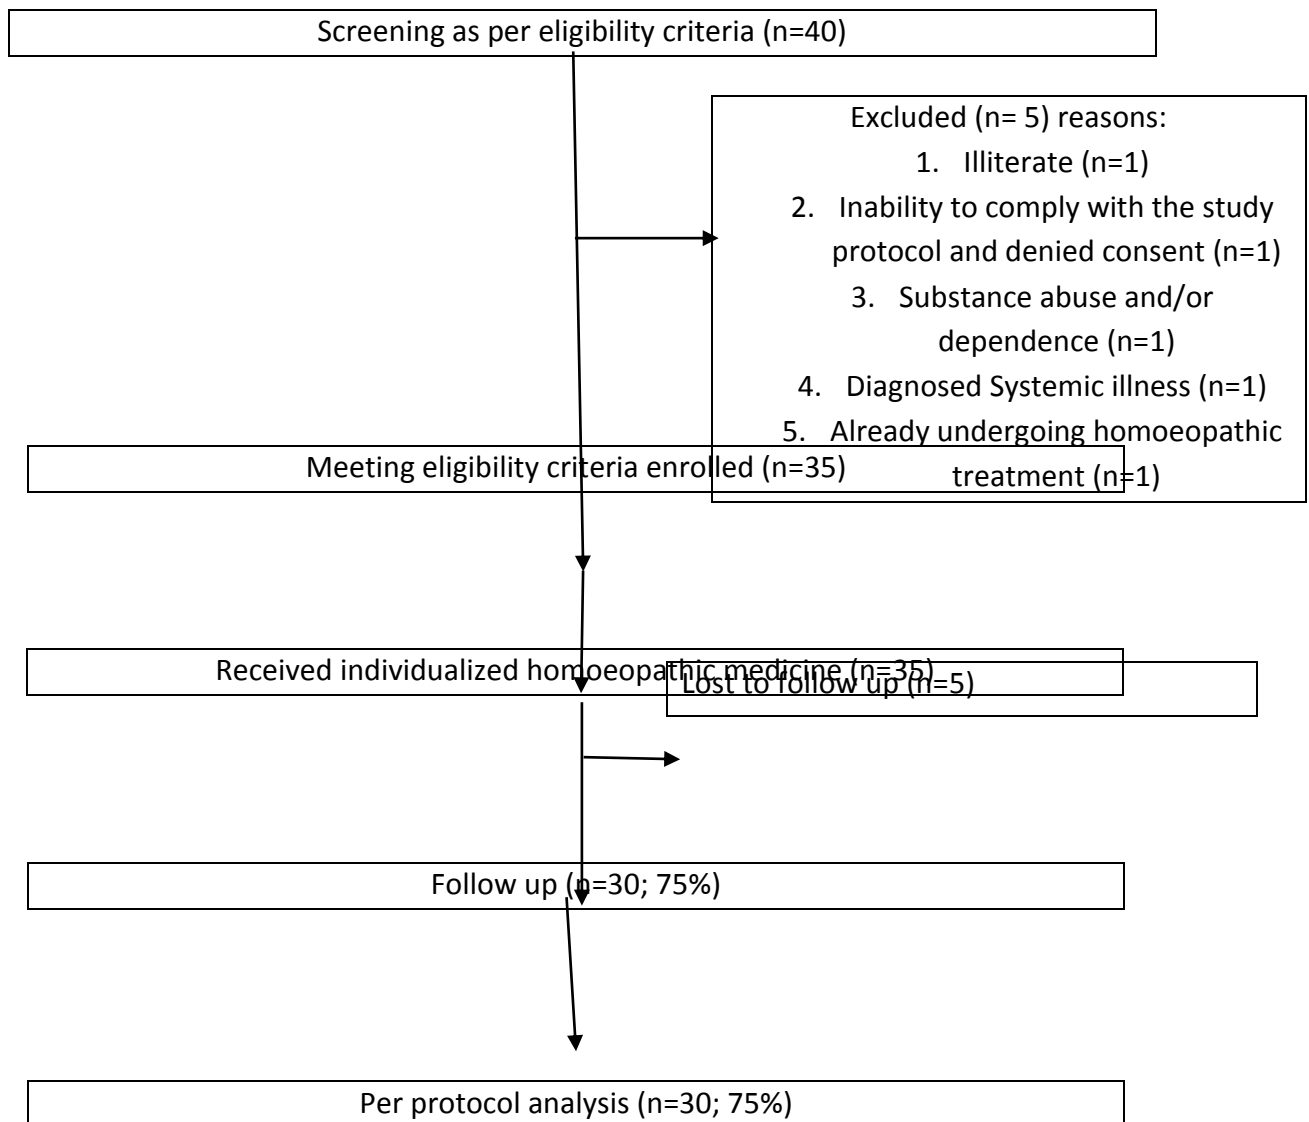 Screening as per eligibility criteria (n=40)
Excluded (n= 5) reasons:
1. Illiterate (n=1)
2. Inability to comply with the study
protocol and denied consent (n=1)
3. Substance abuse and/or
dependence (n=1)
4. Diagnosed Systemic illness (n=1)
5. Already undergoing homoeopathic
treatment (n=1)
Meeting eligibility criteria enrolled (n=35)
Received individualized homoeopathic medicine (n=35)
Lost to follow up (n=5)
Follow up (n=30; 75%)
Per protocol analysis (n=30; 75%)